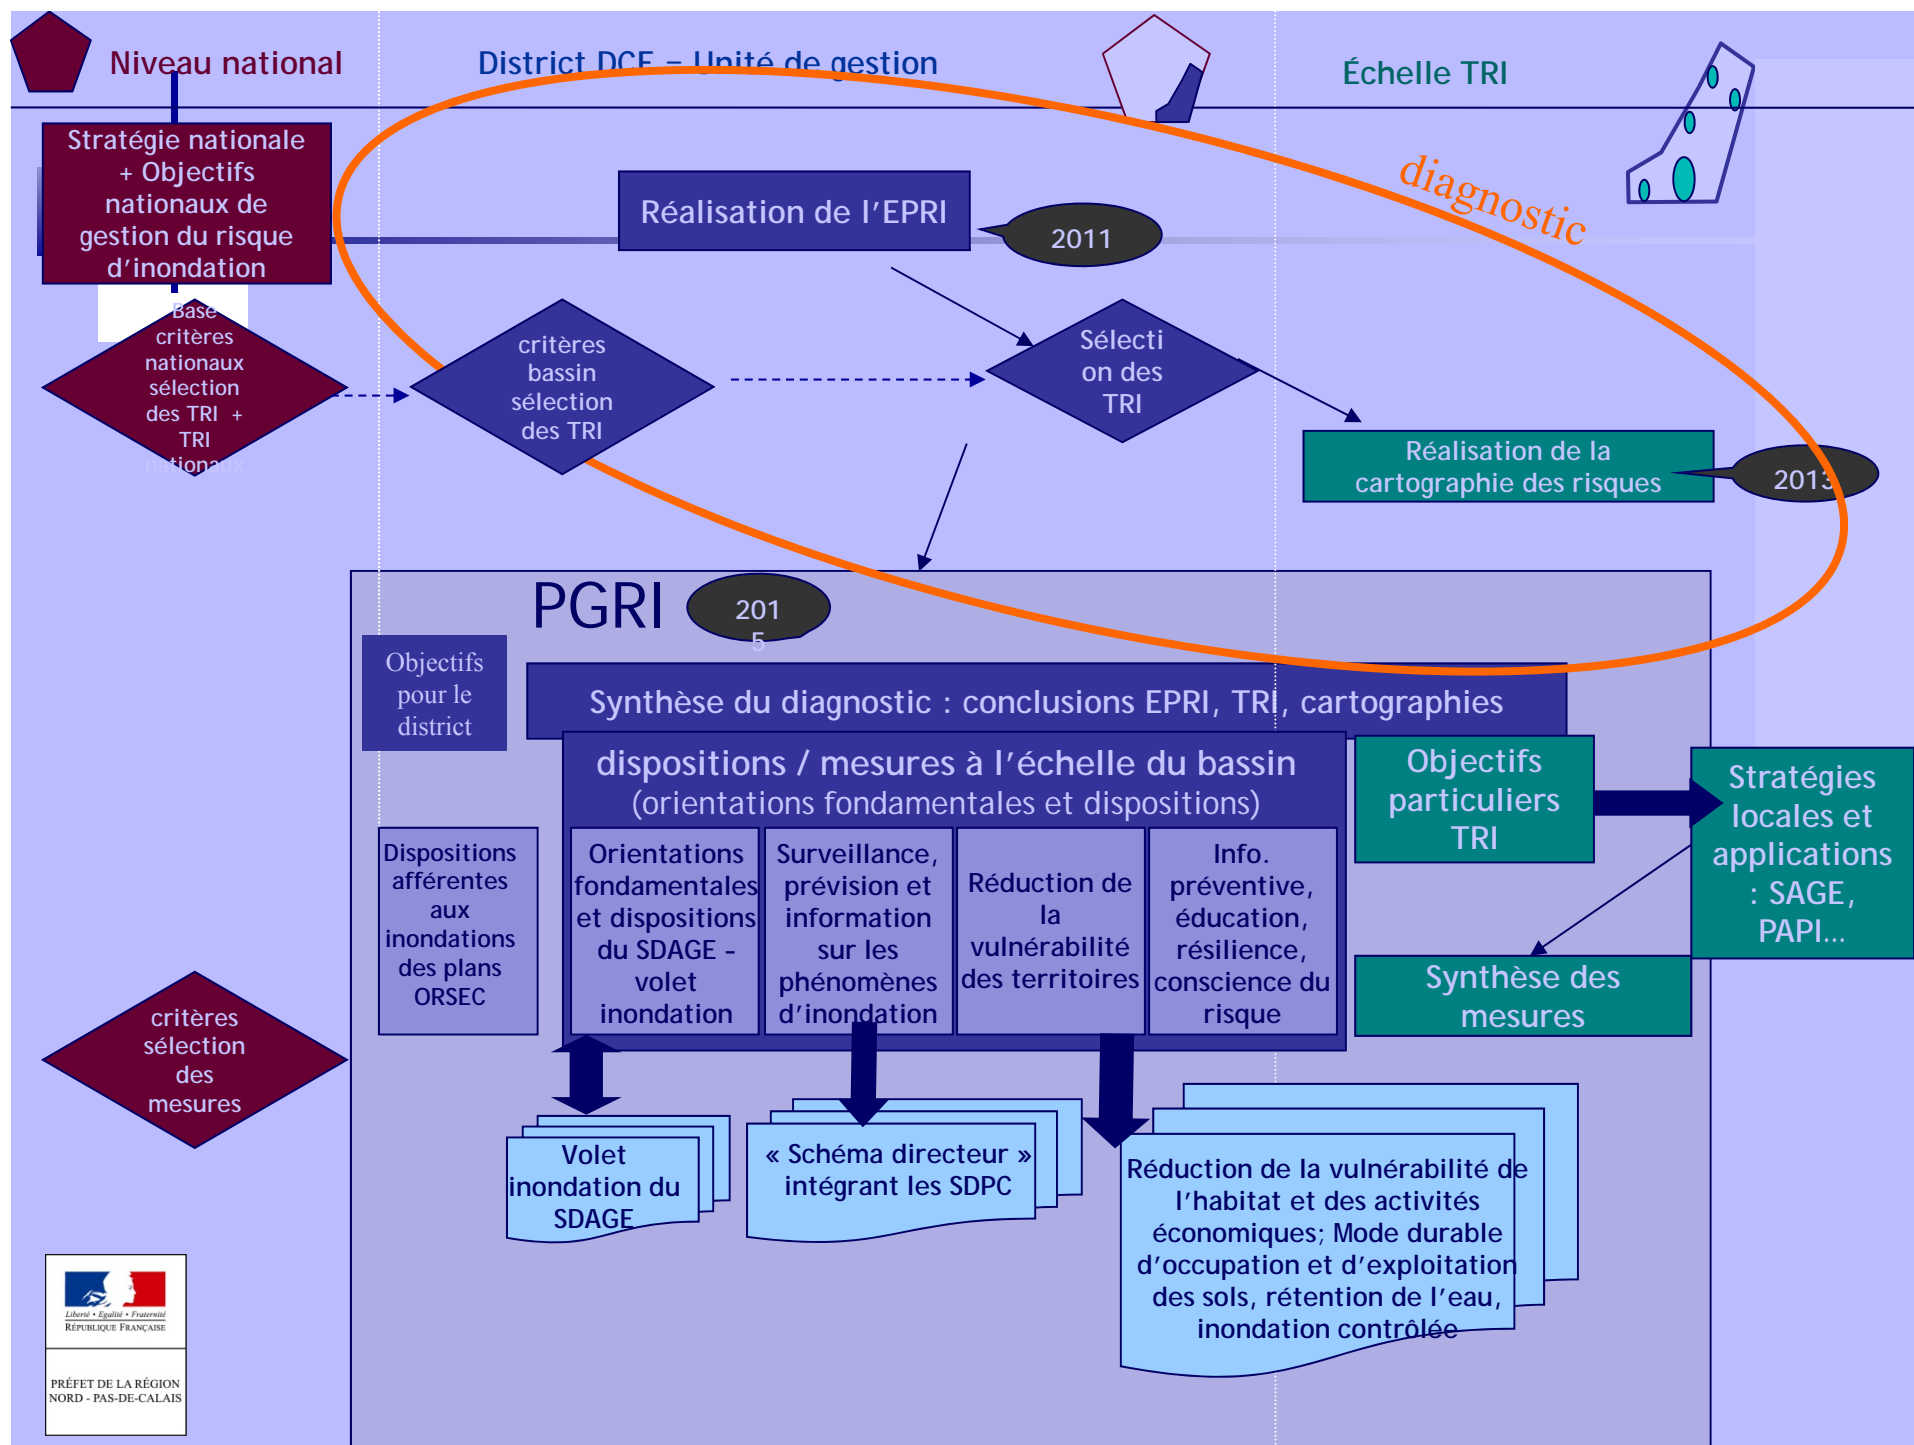 Niveau national
District DCE = Unité de gestion
Échelle TRI
Stratégie nationale
+ Objectifs
nationaux de
gestion du risque
d’inondation
Réalisation de l’EPRI
2011
diagnostic
Base
critères
nationaux
sélection
des TRI +
TRI
nationaux
critères
bassin
sélection
des TRI
Sélecti
on des
TRI
Réalisation de la
cartographie des risques
2013
PGRI
201
5
Objectifs
pour le
district
Synthèse du diagnostic : conclusions EPRI, TRI, cartographies
dispositions / mesures à l’échelle du bassin
(orientations fondamentales et dispositions)
Objectifs
particuliers
TRI
Stratégies
locales et
applications
: SAGE,
PAPI…
Dispositions
afférentes
aux
inondations
des plans
ORSEC
Orientations
fondamentales
et dispositions
du SDAGE –
volet
inondation
Surveillance,
prévision et
information
sur les
phénomènes
d’inondation
Réduction de
la
vulnérabilité
des territoires
Info.
préventive,
éducation,
résilience,
conscience du
risque
Synthèse des
mesures
critères
sélection
des
mesures
Volet
inondation du
SDAGE
« Schéma directeur »
intégrant les SDPC
Réduction de la vulnérabilité de
l’habitat et des activités
économiques; Mode durable
d’occupation et d’exploitation
des sols, rétention de l’eau,
inondation contrôlée
Liberté • Egalité • Fraternité
RÉPUBLIQUE FRANÇAISE
PRÉFET DE LA RÉGION
NORD - PAS-DE-CALAIS